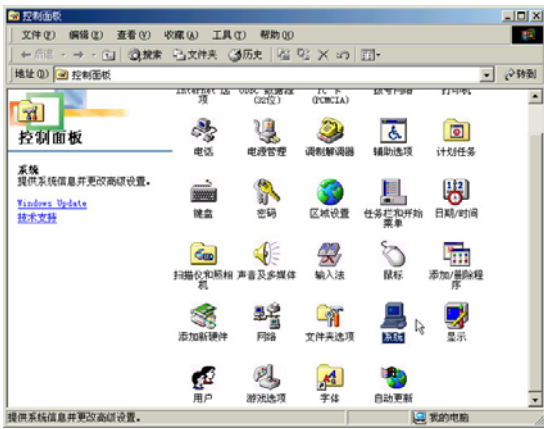 控制面板
文件(F) 编辑(E) 查看(V) 收藏(A) 工具(T) 帮助(H)
后退 搜索 文件夹 历史
地址(D) 控制面板 转到
项 (32位) (PCMCIA)
控制面板
系统
提供系统信息并更改高级设置。
Windows Update
技术支持
电话 电源管理 调制解调器 辅助选项 计划任务
键盘 密码 区域设置 任务栏和开始 日期/时间
菜单
扫描仪和照相 声音及多媒体 输入法 鼠标 添加/删除程
机 序
添加新硬件 网络 文件夹选项 系统 显示
用户 游戏选项 字体 自动更新
提供系统信息并更改高级设置。 我的电脑